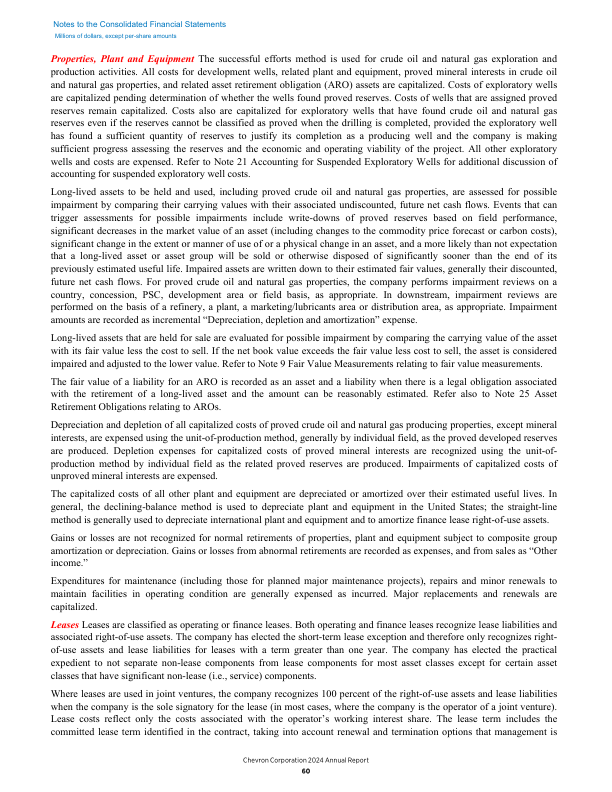 Notes to the Consolidated Financial Statements
Millions of dollars, except per-share amounts
Properties, Plant and Equipment The successful efforts method is used for crude oil and natural gas exploration and
production activities. All costs for development wells, related plant and equipment, proved mineral interests in crude oil
and natural gas properties, and related asset retirement obligation (ARO) assets are capitalized. Costs of exploratory wells
are capitalized pending determination of whether the wells found proved reserves. Costs of wells that are assigned proved
reserves remain capitalized. Costs also are capitalized for exploratory wells that have found crude oil and natural gas
reserves even if the reserves cannot be classified as proved when the drilling is completed, provided the exploratory well
has found a sufficient quantity of reserves to justify its completion as a producing well and the company is making
sufficient progress assessing the reserves and the economic and operating viability of the project. All other exploratory
wells and costs are expensed. Refer to Note 21 Accounting for Suspended Exploratory Wells for additional discussion of
accounting for suspended exploratory well costs.
Long-lived assets to be held and used, including proved crude oil and natural gas properties, are assessed for possible
impairment by comparing their carrying values with their associated undiscounted, future net cash flows. Events that can
trigger assessments for possible impairments include write-downs of proved reserves based on field performance,
significant decreases in the market value of an asset (including changes to the commodity price forecast or carbon costs),
significant change in the extent or manner of use of or a physical change in an asset, and a more likely than not expectation
that a long-lived asset or asset group will be sold or otherwise disposed of significantly sooner than the end of its
previously estimated useful life. Impaired assets are written down to their estimated fair values, generally their discounted,
future net cash flows. For proved crude oil and natural gas properties, the company performs impairment reviews on a
country, concession, PSC, development area or field basis, as appropriate. In downstream, impairment reviews are
performed on the basis of a refinery, a plant, a marketing/lubricants area or distribution area, as appropriate. Impairment
amounts are recorded as incremental “Depreciation, depletion and amortization” expense.
Long-lived assets that are held for sale are evaluated for possible impairment by comparing the carrying value of the asset
with its fair value less the cost to sell. If the net book value exceeds the fair value less cost to sell, the asset is considered
impaired and adjusted to the lower value. Refer to Note 9 Fair Value Measurements relating to fair value measurements.
The fair value of a liability for an ARO is recorded as an asset and a liability when there is a legal obligation associated
with the retirement of a long-lived asset and the amount can be reasonably estimated. Refer also to Note 25 Asset
Retirement Obligations relating to AROs.
Depreciation and depletion of all capitalized costs of proved crude oil and natural gas producing properties, except mineral
interests, are expensed using the unit-of-production method, generally by individual field, as the proved developed reserves
are produced. Depletion expenses for capitalized costs of proved mineral interests are recognized using the unit-of-
production method by individual field as the related proved reserves are produced. Impairments of capitalized costs of
unproved mineral interests are expensed.
The capitalized costs of all other plant and equipment are depreciated or amortized over their estimated useful lives. In
general, the declining-balance method is used to depreciate plant and equipment in the United States; the straight-line
method is generally used to depreciate international plant and equipment and to amortize finance lease right-of-use assets.
Gains or losses are not recognized for normal retirements of properties, plant and equipment subject to composite group
amortization or depreciation. Gains or losses from abnormal retirements are recorded as expenses, and from sales as “Other
income.”
Expenditures for maintenance (including those for planned major maintenance projects), repairs and minor renewals to
maintain facilities in operating condition are generally expensed as incurred. Major replacements and renewals are
capitalized.
Leases Leases are classified as operating or finance leases. Both operating and finance leases recognize lease liabilities and
associated right-of-use assets. The company has elected the short-term lease exception and therefore only recognizes right-
of-use assets and lease liabilities for leases with a term greater than one year. The company has elected the practical
expedient to not separate non-lease components from lease components for most asset classes except for certain asset
classes that have significant non-lease (i.e., service) components.
Where leases are used in joint ventures, the company recognizes 100 percent of the right-of-use assets and lease liabilities
when the company is the sole signatory for the lease (in most cases, where the company is the operator of a joint venture).
Lease costs reflect only the costs associated with the operator’s working interest share. The lease term includes the
committed lease term identified in the contract, taking into account renewal and termination options that management is
Chevron Corporation 2024 Annual Report
60